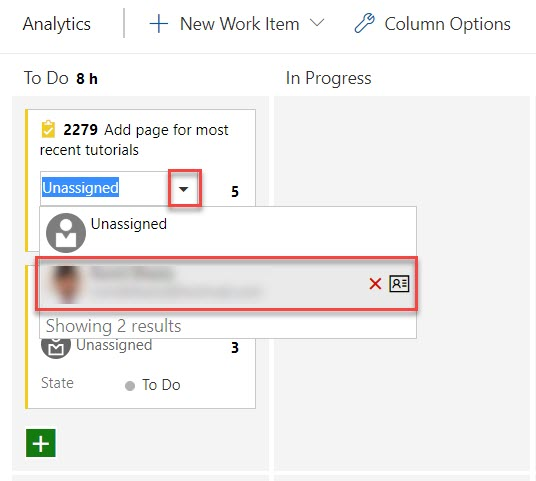 Analytics
New Work Item
Column Options
To Do 8 h
In Progress
2279 Add page for most
recent tutorials
Unassigned
5
Unassigned
Showing 2 results
Unassigned
3
State
To Do